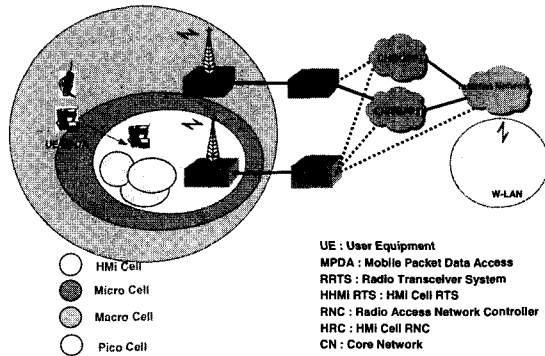 UE
W-LAN
HMi Cell
Micro Cell
Macro Cell
Pico Cell
UE : User Equipment
MPDA : Mobile Packet Data Access
RRTS : Radio Transceiver System
HHMi RTS : HMi Cell RTS
RNC : Radio Access Network Controller
HRC : HMi Cell RNC
CN : Core Network